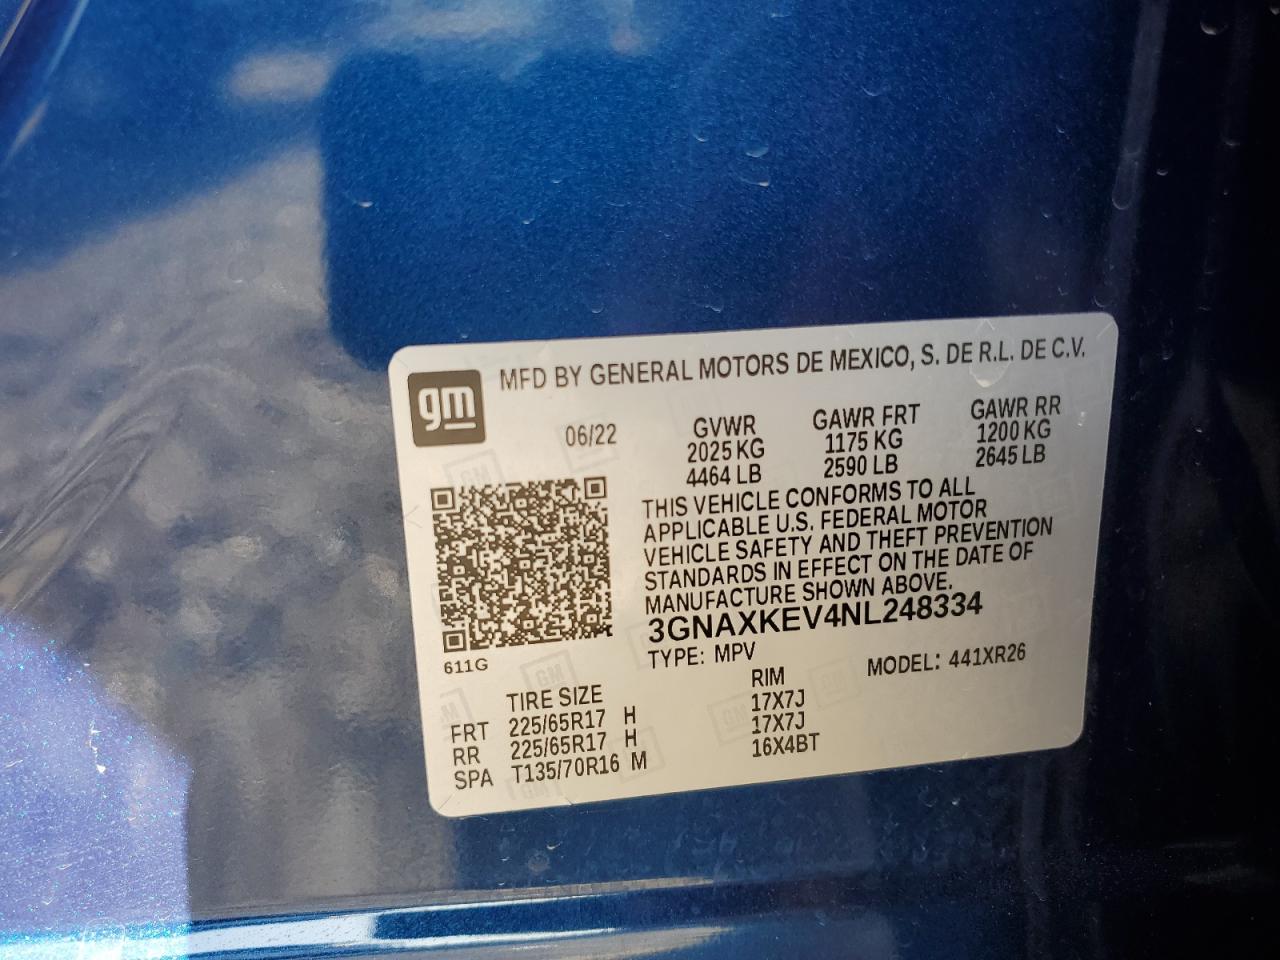 gm
MFD BY GENERAL MOTORS DE MEXICO, S. DE R.L. DE C.V.
06/22
GVWR
2025 KG
4464 LB
GAWR FRT
1175 KG
2590 LB
GAWR RR
1200 KG
2645 LB
THIS VEHICLE CONFORMS TO ALL
APPLICABLE U.S. FEDERAL MOTOR
VEHICLE SAFETY AND THEFT PREVENTION
STANDARDS IN EFFECT ON THE DATE OF
MANUFACTURE SHOWN ABOVE.
3GNAXKEV4NL248334
TYPE: MPV
MODEL: 441XR26
611G
TIRE SIZE RIM
FRT 225/65R17 H 17X7J
RR 225/65R17 H 17X7J
SPA T135/70R16 M 16X4BT